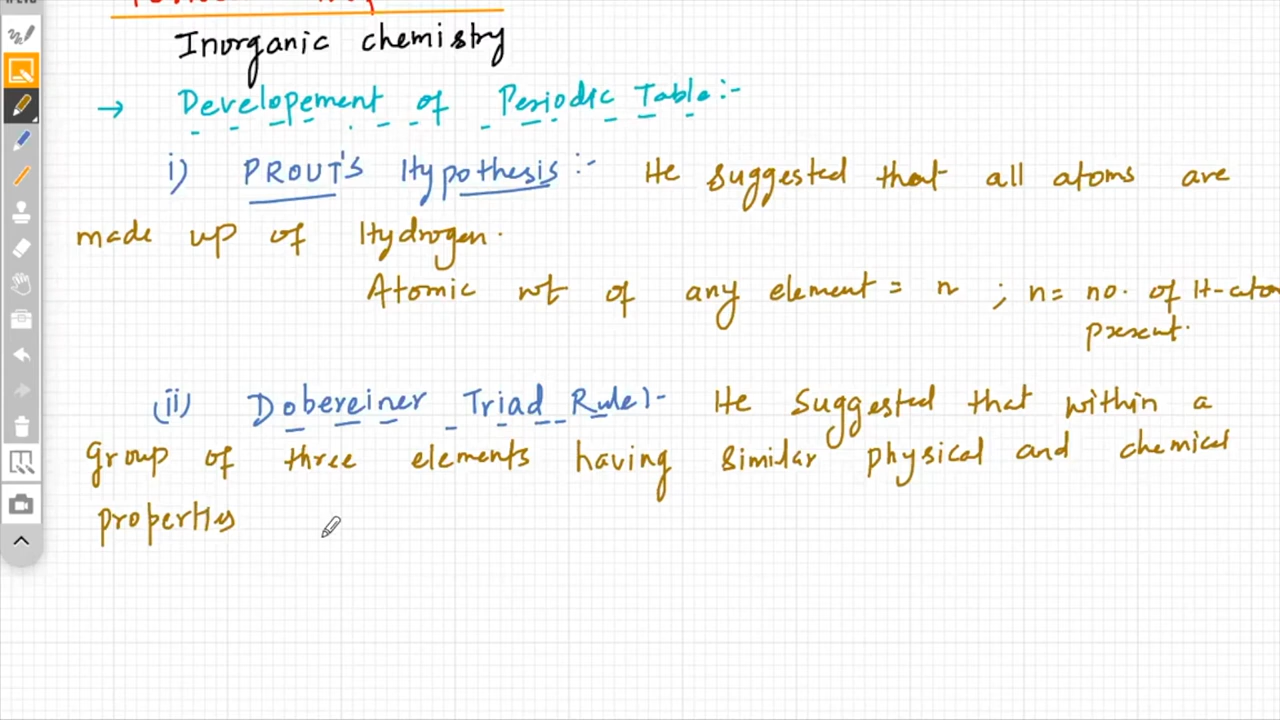 Inorganic chemistry
→ Developement of Periodic Table:-
i) PROUT'S Hypothesis :- He suggested that all atoms are
made up of Hydrogen.
Atomic wt of any element = n ; n = no. of H-atom
present.
(ii) Dobereiner Triad Rule:- He suggested that within a
group of three elements having similar physical and chemical
properties